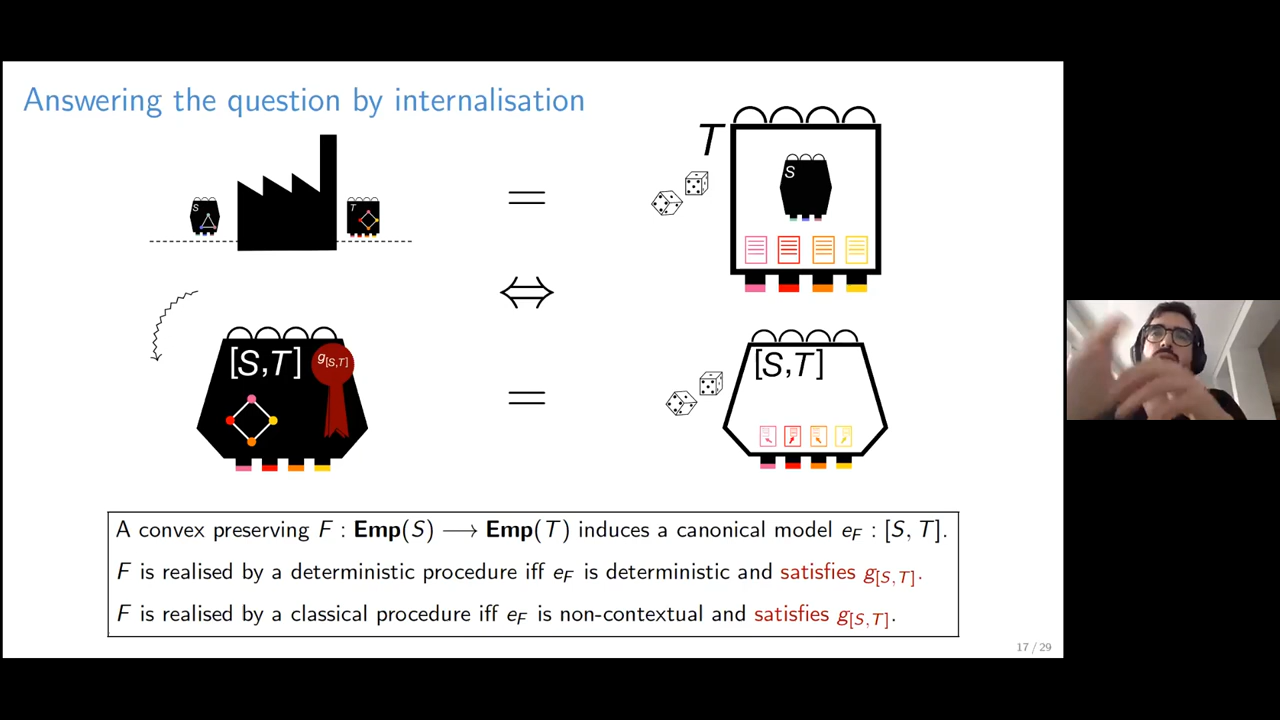 Answering the question by internalisation
S
T
=
T
S
⇔
[S,T]
g[S,T]
=
[S,T]
A convex preserving F : Emp(S) ⟶ Emp(T) induces a canonical model eF : [S, T].
F is realised by a deterministic procedure iff eF is deterministic and satisfies g[S,T].
F is realised by a classical procedure iff eF is non-contextual and satisfies g[S,T].
17 / 29